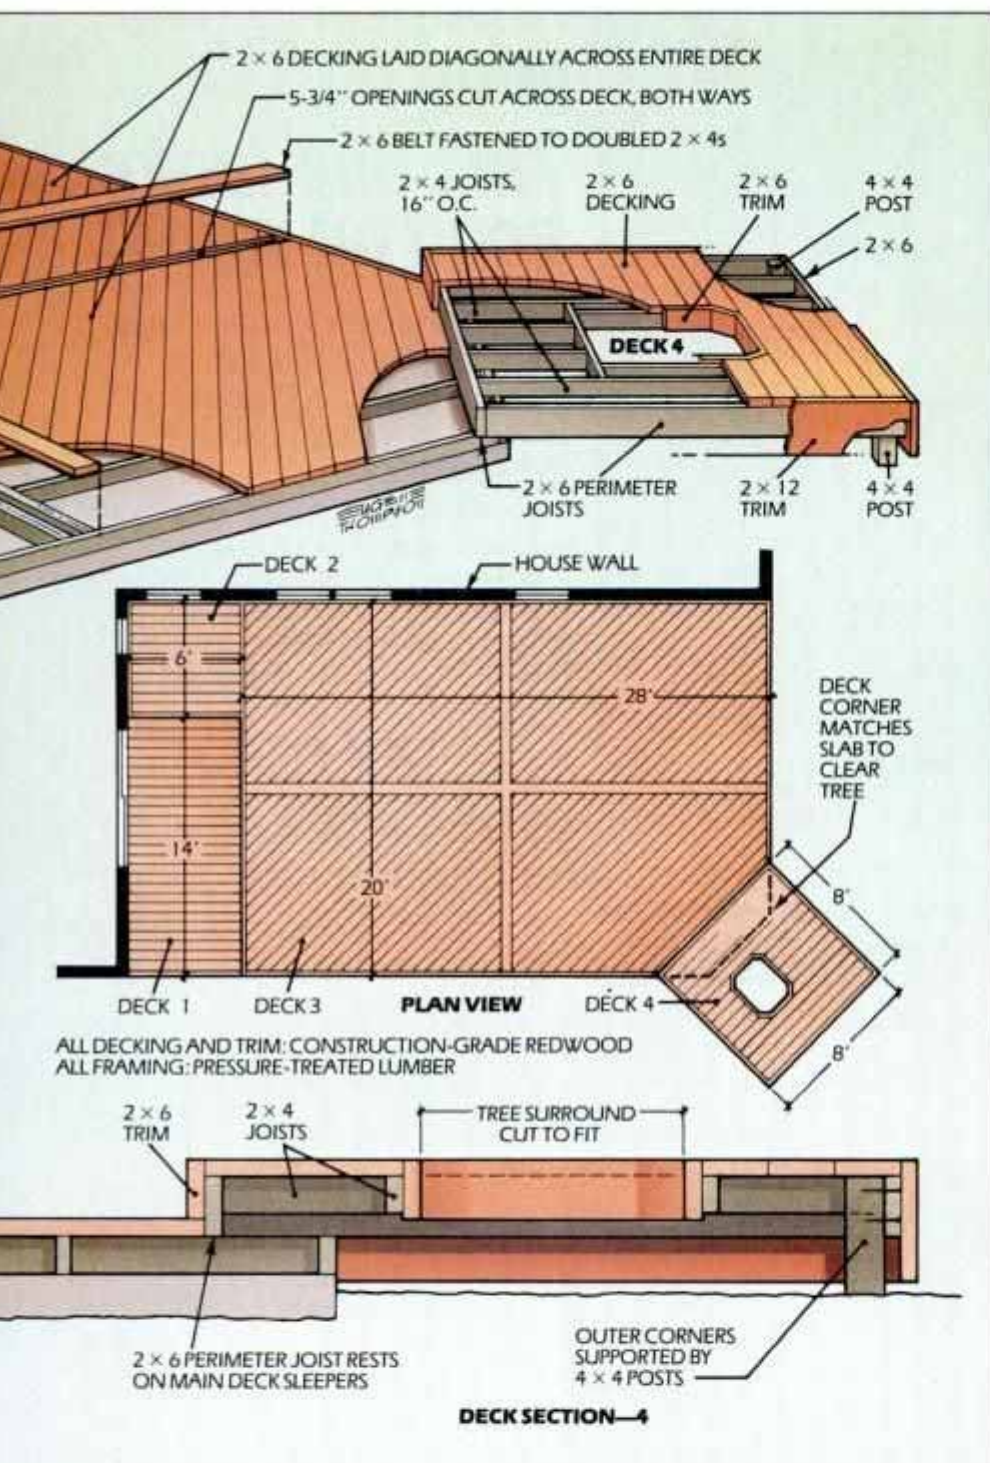 2 × 6 DECKING LAID DIAGONALLY ACROSS ENTIRE DECK
5-3/4" OPENINGS CUT ACROSS DECK, BOTH WAYS
2 × 6 BELT FASTENED TO DOUBLED 2 × 4s
2 × 4 JOISTS,
16" O.C.
2 × 6
DECKING
2 × 6
TRIM
4 × 4
POST
2 × 6
DECK 4
2 × 6 PERIMETER
JOISTS
2 × 12
TRIM
4 × 4
POST
DECK 2
HOUSE WALL
6'
28'
DECK
CORNER
MATCHES
SLAB TO
CLEAR
TREE
14'
20'
8'
8'
DECK 1
DECK 3
PLAN VIEW
DECK 4
ALL DECKING AND TRIM: CONSTRUCTION-GRADE REDWOOD
ALL FRAMING: PRESSURE-TREATED LUMBER
2 × 6
TRIM
2 × 4
JOISTS
TREE SURROUND
CUT TO FIT
2 × 6 PERIMETER JOIST RESTS
ON MAIN DECK SLEEPERS
OUTER CORNERS
SUPPORTED BY
4 × 4 POSTS
DECK SECTION—4